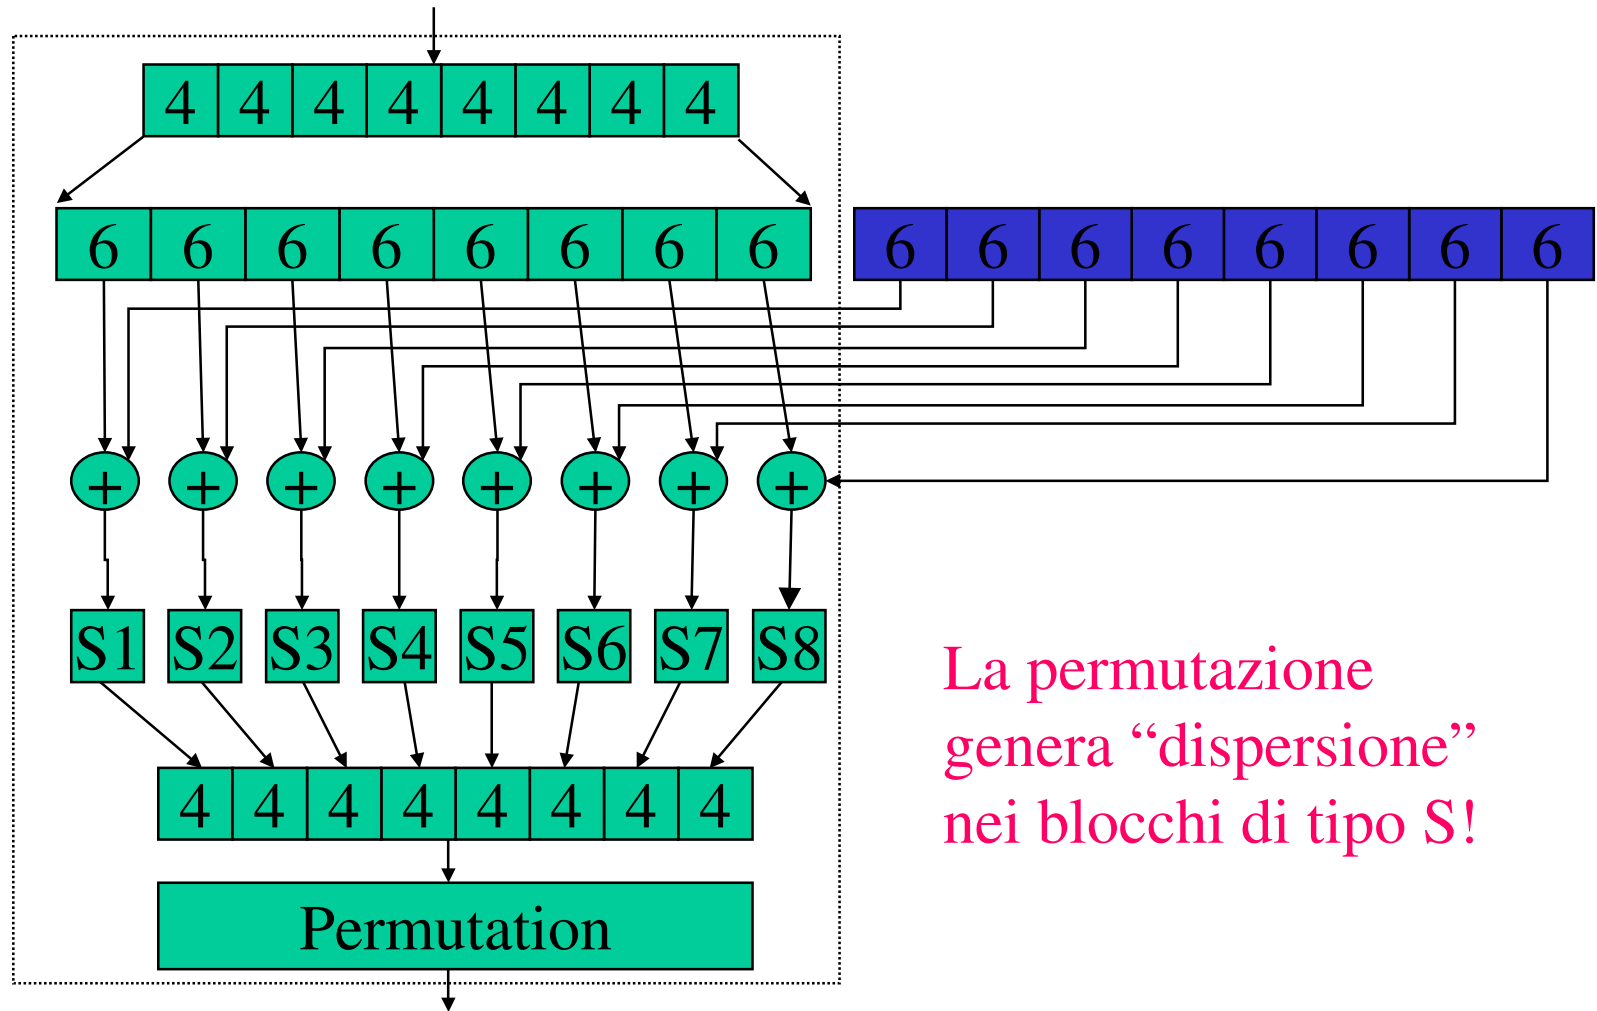 4 4 4 4 4 4 4 4
6 6 6 6 6 6 6 6 6 6 6 6 6 6 6 6
+ + + + + + + +
S1 S2 S3 S4 S5 S6 S7 S8
La permutazione
genera “dispersione”
nei blocchi di tipo S!
4 4 4 4 4 4 4 4
Permutation